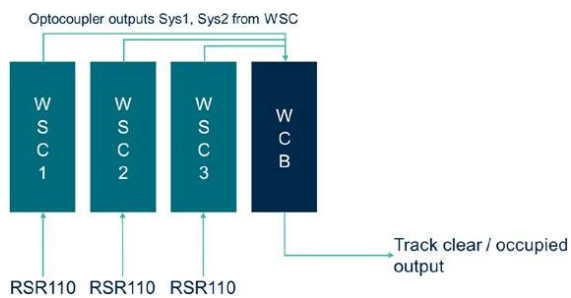 Optocoupler outputs Sys1, Sys2 from WSC
W
S
C
1
W
S
C
2
W
S
C
3
W
C
B
Track clear / occupied
output
RSR110 RSR110 RSR110